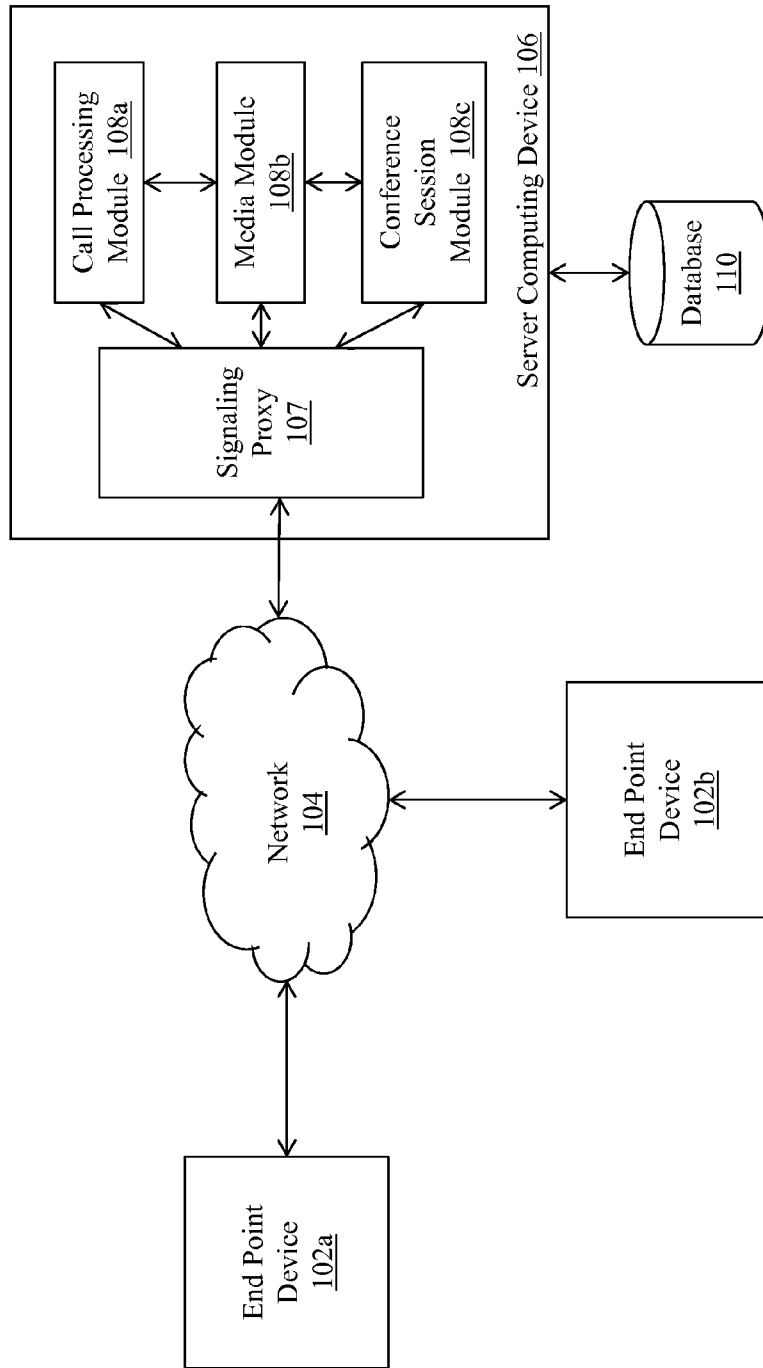 End Point
Device
102a
Network
104
End Point
Device
102b
Signaling
Proxy
107
Call Processing
Module 108a
Media Module
108b
Conference
Session
Module 108c
Server Computing Device 106
Database
110